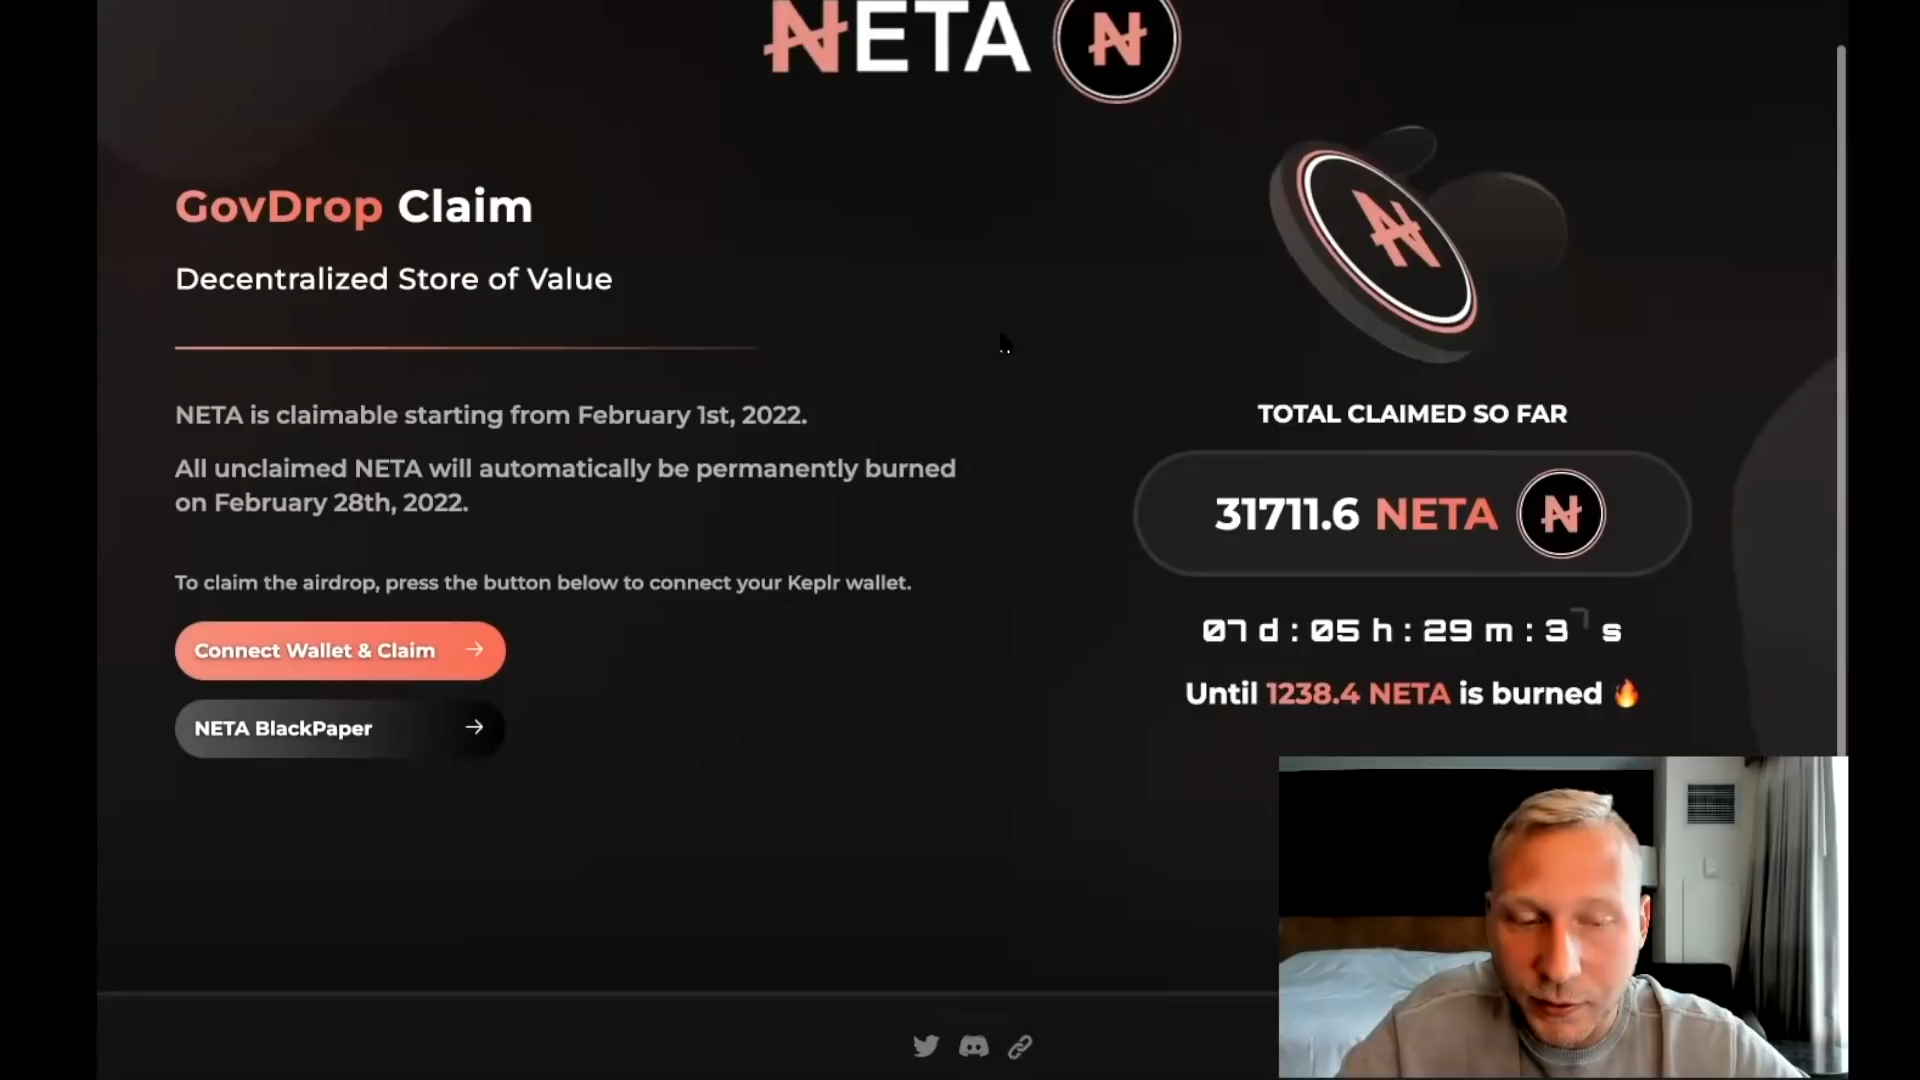 NETA N
GovDrop Claim
Decentralized Store of Value
NETA is claimable starting from February 1st, 2022.
All unclaimed NETA will automatically be permanently burned
on February 28th, 2022.
To claim the airdrop, press the button below to connect your Keplr wallet.
Connect Wallet & Claim →
NETA BlackPaper →
N
TOTAL CLAIMED SO FAR
31711.6 NETA N
07 d : 05 h : 29 m : 3 s
Until 1238.4 NETA is burned 🔥